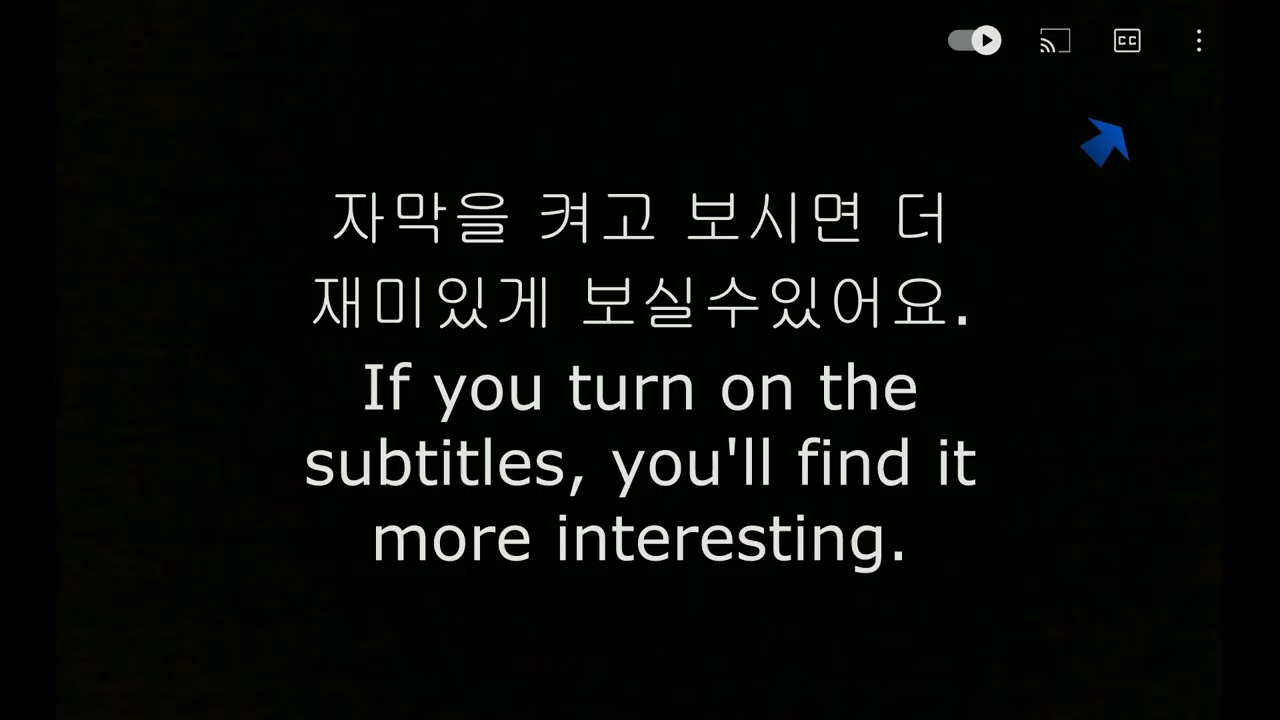 CC
자막을 켜고 보시면 더
재미있게 보실수있어요.
If you turn on the
subtitles, you'll find it
more interesting.